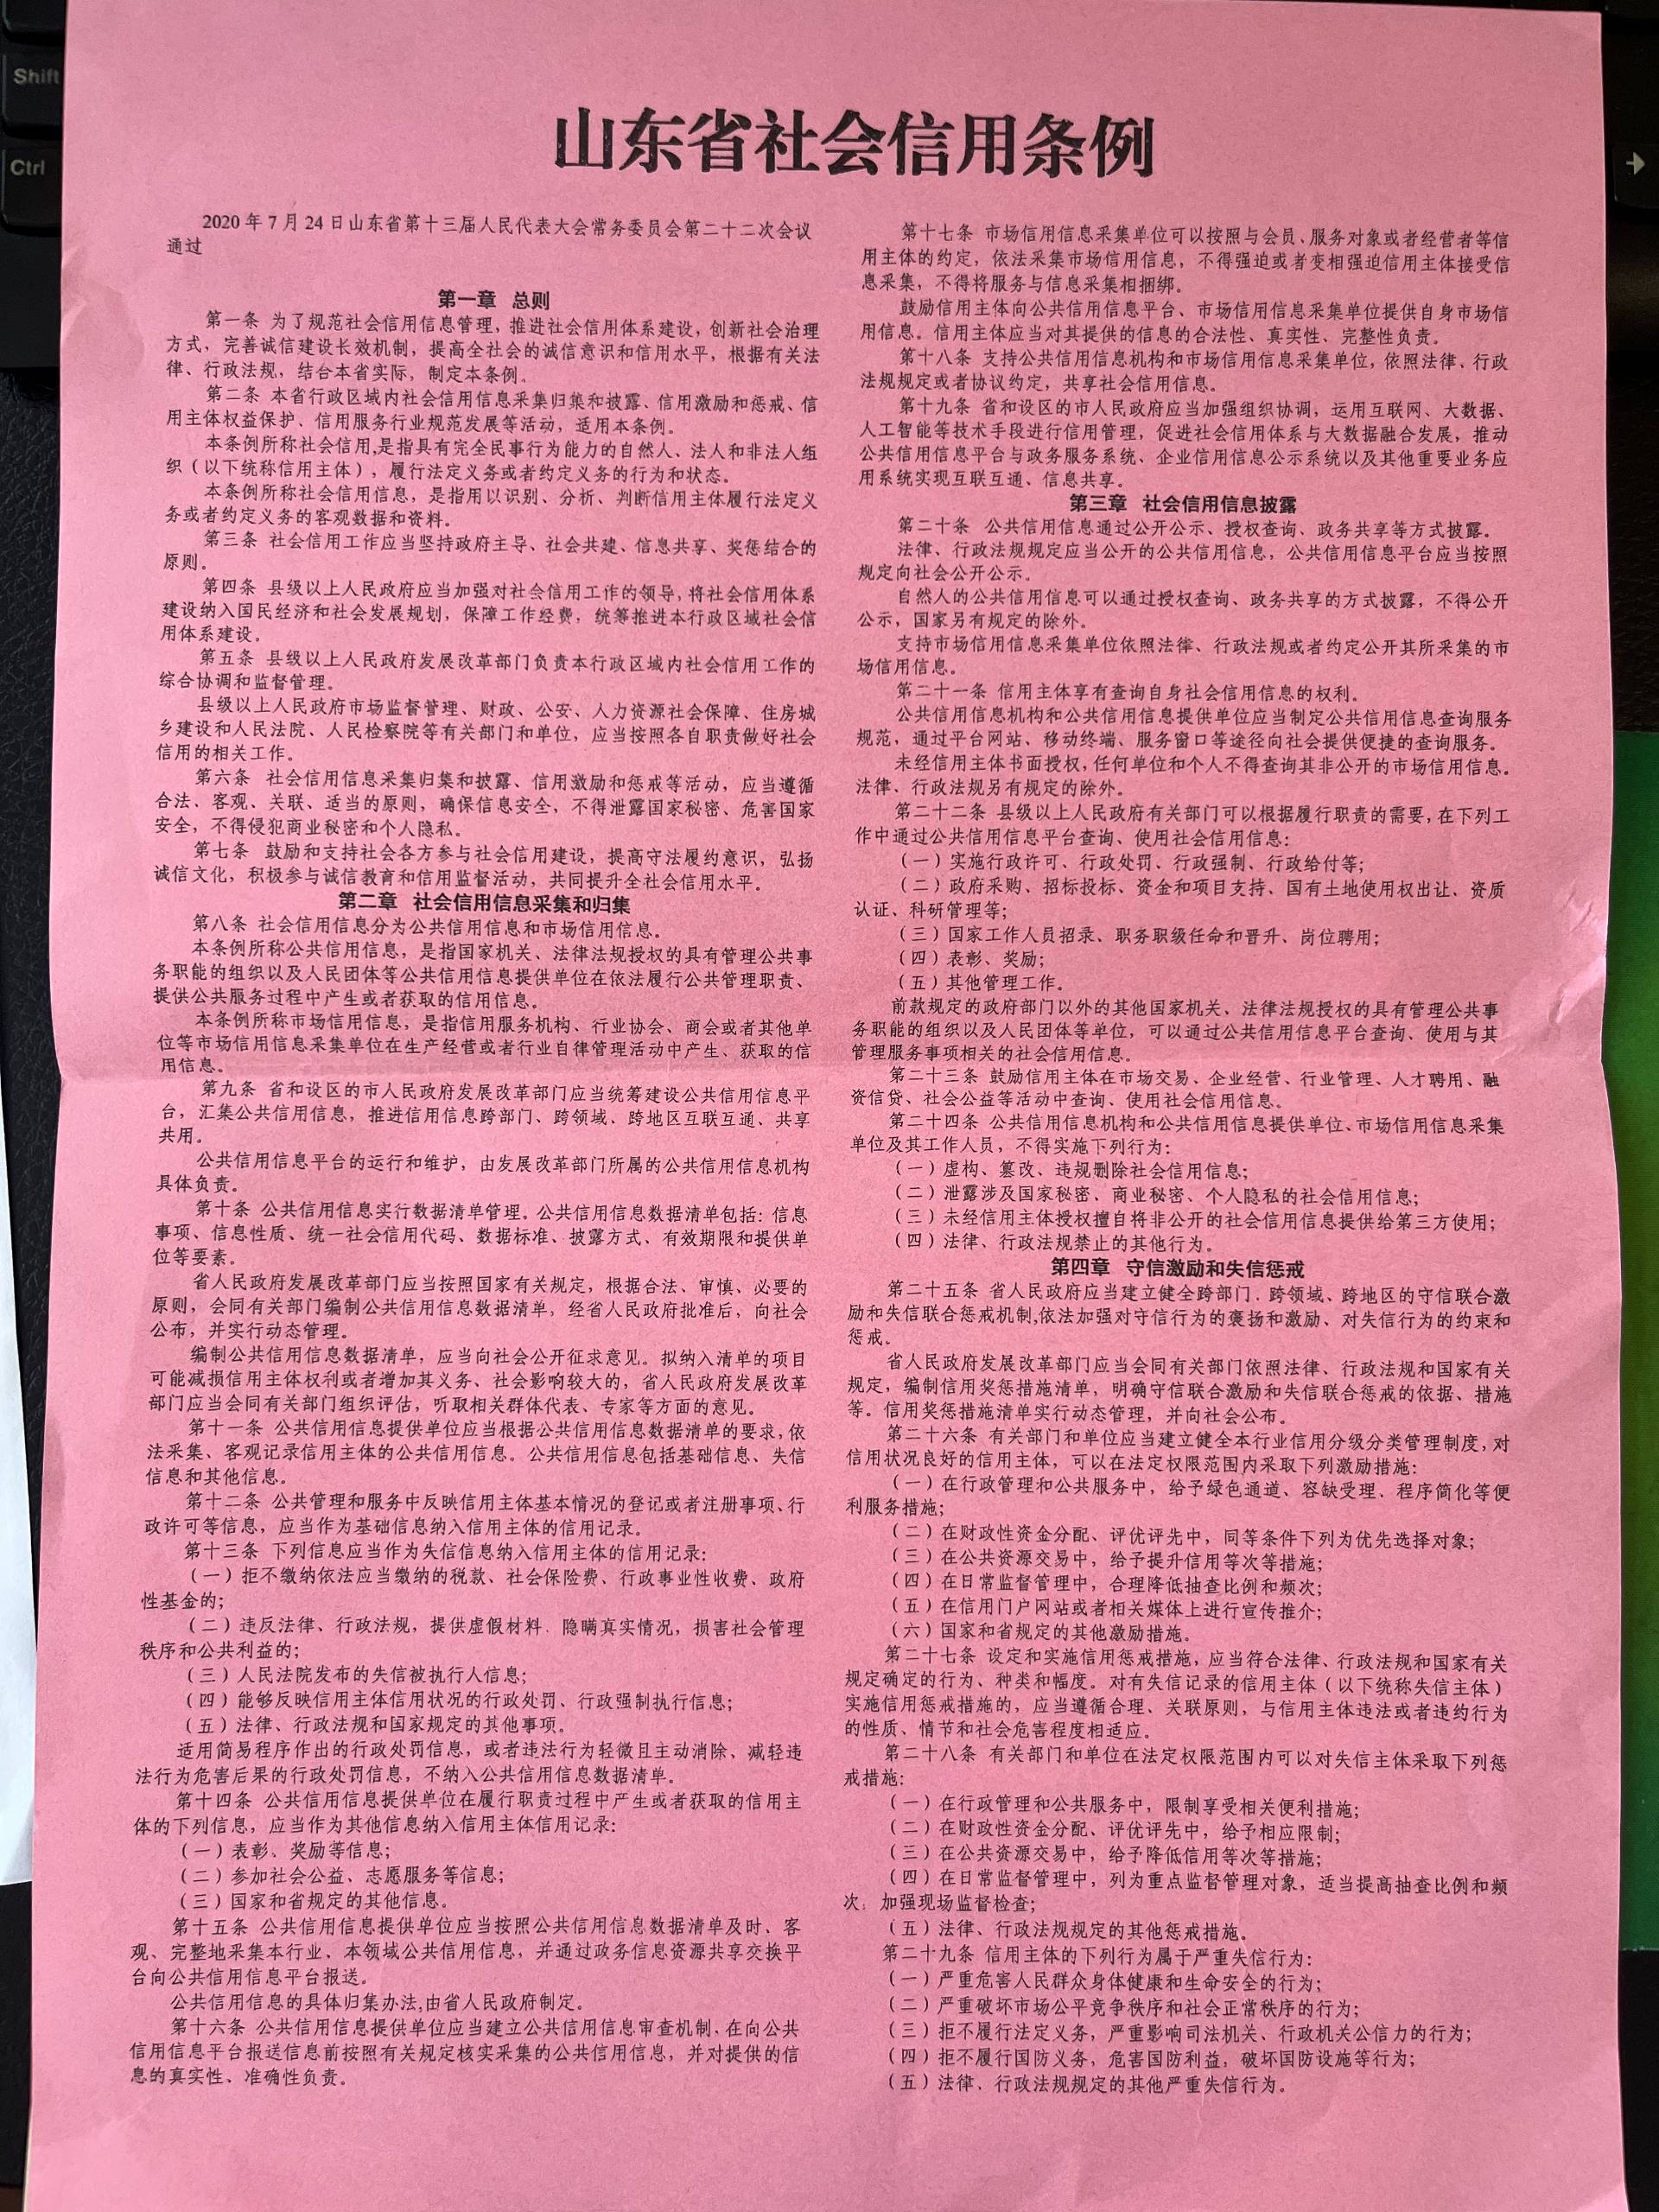 Shift
Ctrl
山东省社会信用条例
2020年7月24日山东省第十三届人民代表大会常务委员会第二十二次会议
通过
第一章 总则
第一条 为了规范社会信用信息管理，推进社会信用体系建设，创新社会治理
方式，完善诚信建设长效机制，提高全社会的诚信意识和信用水平，根据有关法
律、行政法规，结合本省实际，制定本条例。
第二条 本省行政区域内社会信用信息采集归集和披露、信用激励和惩戒、信
用主体权益保护、信用服务行业规范发展等活动，适用本条例。
本条例所称社会信用,是指具有完全民事行为能力的自然人、法人和非法人组
织（以下统称信用主体），履行法定义务或者约定义务的行为和状态。
本条例所称社会信用信息，是指用以识别、分析、判断信用主体履行法定义
务或者约定义务的客观数据和资料。
第三条 社会信用工作应当坚持政府主导、社会共建、信息共享、奖惩结合的
原则。
第四条 县级以上人民政府应当加强对社会信用工作的领导,将社会信用体系
建设纳入国民经济和社会发展规划，保障工作经费，统筹推进本行政区域社会信
用体系建设。
第五条 县级以上人民政府发展改革部门负责本行政区域内社会信用工作的
综合协调和监督管理。
县级以上人民政府市场监督管理、财政、公安、人力资源社会保障、住房城
乡建设和人民法院、人民检察院等有关部门和单位，应当按照各自职责做好社会
信用的相关工作。
第六条 社会信用信息采集归集和披露、信用激励和惩戒等活动，应当遵循
合法、客观、关联、适当的原则，确保信息安全，不得泄露国家秘密、危害国家
安全，不得侵犯商业秘密和个人隐私。
第七条 鼓励和支持社会各方参与社会信用建设，提高守法履约意识，弘扬
诚信文化，积极参与诚信教育和信用监督活动，共同提升全社会信用水平。
第二章 社会信用信息采集和归集
第八条 社会信用信息分为公共信用信息和市场信用信息。
本条例所称公共信用信息，是指国家机关、法律法规授权的具有管理公共事
务职能的组织以及人民团体等公共信用信息提供单位在依法履行公共管理职责、
提供公共服务过程中产生或者获取的信用信息。
本条例所称市场信用信息，是指信用服务机构、行业协会、商会或者其他单
位等市场信用信息采集单位在生产经营或者行业自律管理活动中产生、获取的信
用信息。
第九条 省和设区的市人民政府发展改革部门应当统筹建设公共信用信息平
台，汇集公共信用信息，推进信用信息跨部门、跨领域、跨地区互联互通、共享
共用。
公共信用信息平台的运行和维护，由发展改革部门所属的公共信用信息机构
具体负责。
第十条 公共信用信息实行数据清单管理。公共信用信息数据清单包括：信息
事项、信息性质、统一社会信用代码、数据标准、披露方式、有效期限和提供单
位等要素。
省人民政府发展改革部门应当按照国家有关规定，根据合法、审慎、必要的
原则，会同有关部门编制公共信用信息数据清单，经省人民政府批准后，向社会
公布，并实行动态管理。
编制公共信用信息数据清单，应当向社会公开征求意见。拟纳入清单的项目
可能减损信用主体权利或者增加其义务、社会影响较大的，省人民政府发展改革
部门应当会同有关部门组织评估，听取相关群体代表、专家等方面的意见。
第十一条 公共信用信息提供单位应当根据公共信用信息数据清单的要求，依
法采集、客观记录信用主体的公共信用信息。公共信用信息包括基础信息、失信
信息和其他信息。
第十二条 公共管理和服务中反映信用主体基本情况的登记或者注册事项、行
政许可等信息，应当作为基础信息纳入信用主体的信用记录。
第十三条 下列信息应当作为失信信息纳入信用主体的信用记录：
（一）拒不缴纳依法应当缴纳的税款、社会保险费、行政事业性收费、政府
性基金的；
（二）违反法律、行政法规，提供虚假材料、隐瞒真实情况，损害社会管理
秩序和公共利益的；
（三）人民法院发布的失信被执行人信息；
（四）能够反映信用主体信用状况的行政处罚、行政强制执行信息；
（五）法律、行政法规和国家规定的其他事项。
适用简易程序作出的行政处罚信息，或者违法行为轻微且主动消除、减轻违
法行为危害后果的行政处罚信息，不纳入公共信用信息数据清单。
第十四条 公共信用信息提供单位在履行职责过程中产生或者获取的信用主
体的下列信息，应当作为其他信息纳入信用主体信用记录：
（一）表彰、奖励等信息；
（二）参加社会公益、志愿服务等信息；
（三）国家和省规定的其他信息。
第十五条 公共信用信息提供单位应当按照公共信用信息数据清单及时、客
观、完整地采集本行业、本领域公共信用信息，并通过政务信息资源共享交换平
台向公共信用信息平台报送。
公共信用信息的具体归集办法,由省人民政府制定。
第十六条 公共信用信息提供单位应当建立公共信用信息审查机制，在向公共
信用信息平台报送信息前按照有关规定核实采集的公共信用信息，并对提供的信
息的真实性、准确性负责。
第十七条 市场信用信息采集单位可以按照与会员、服务对象或者经营者等信
用主体的约定，依法采集市场信用信息，不得强迫或者变相强迫信用主体接受信
息采集，不得将服务与信息采集相捆绑。
鼓励信用主体向公共信用信息平台、市场信用信息采集单位提供自身市场信
用信息。信用主体应当对其提供的信息的合法性、真实性、完整性负责。
第十八条 支持公共信用信息机构和市场信用信息采集单位，依照法律、行政
法规规定或者协议约定，共享社会信用信息。
第十九条 省和设区的市人民政府应当加强组织协调，运用互联网、大数据、
人工智能等技术手段进行信用管理，促进社会信用体系与大数据融合发展，推动
公共信用信息平台与政务服务系统、企业信用信息公示系统以及其他重要业务应
用系统实现互联互通、信息共享。
第三章 社会信用信息披露
第二十条 公共信用信息通过公开公示、授权查询、政务共享等方式披露。
法律、行政法规规定应当公开的公共信用信息，公共信用信息平台应当按照
规定向社会公开公示。
自然人的公共信用信息可以通过授权查询、政务共享的方式披露，不得公开
公示，国家另有规定的除外。
支持市场信用信息采集单位依照法律、行政法规或者约定公开其所采集的市
场信用信息。
第二十一条 信用主体享有查询自身社会信用信息的权利。
公共信用信息机构和公共信用信息提供单位应当制定公共信用信息查询服务
规范，通过平台网站、移动终端、服务窗口等途径向社会提供便捷的查询服务。
未经信用主体书面授权,任何单位和个人不得查询其非公开的市场信用信息。
法律、行政法规另有规定的除外。
第二十二条 县级以上人民政府有关部门可以根据履行职责的需要，在下列工
作中通过公共信用信息平台查询、使用社会信用信息：
（一）实施行政许可、行政处罚、行政强制、行政给付等；
（二）政府采购、招标投标、资金和项目支持、国有土地使用权出让、资质
认证、科研管理等；
（三）国家工作人员招录、职务职级任命和晋升、岗位聘用；
（四）表彰、奖励；
（五）其他管理工作。
前款规定的政府部门以外的其他国家机关、法律法规授权的具有管理公共事
务职能的组织以及人民团体等单位，可以通过公共信用信息平台查询、使用与其
管理服务事项相关的社会信用信息。
第二十三条 鼓励信用主体在市场交易、企业经营、行业管理、人才聘用、融
资信贷、社会公益等活动中查询、使用社会信用信息。
第二十四条 公共信用信息机构和公共信用信息提供单位、市场信用信息采集
单位及其工作人员，不得实施下列行为：
（一）虚构、篡改、违规删除社会信用信息；
（二）泄露涉及国家秘密、商业秘密、个人隐私的社会信用信息；
（三）未经信用主体授权擅自将非公开的社会信用信息提供给第三方使用；
（四）法律、行政法规禁止的其他行为。
第四章 守信激励和失信惩戒
第二十五条 省人民政府应当建立健全跨部门、跨领域、跨地区的守信联合激
励和失信联合惩戒机制,依法加强对守信行为的褒扬和激励、对失信行为的约束和
惩戒。
省人民政府发展改革部门应当会同有关部门依照法律、行政法规和国家有关
规定，编制信用奖惩措施清单，明确守信联合激励和失信联合惩戒的依据、措施
等。信用奖惩措施清单实行动态管理，并向社会公布。
第二十六条 有关部门和单位应当建立健全本行业信用分级分类管理制度，对
信用状况良好的信用主体，可以在法定权限范围内采取下列激励措施：
（一）在行政管理和公共服务中，给予绿色通道、容缺受理、程序简化等便
利服务措施；
（二）在财政性资金分配、评优评先中，同等条件下列为优先选择对象；
（三）在公共资源交易中，给予提升信用等次等措施；
（四）在日常监督管理中，合理降低抽查比例和频次；
（五）在信用门户网站或者相关媒体上进行宣传推介；
（六）国家和省规定的其他激励措施。
第二十七条 设定和实施信用惩戒措施，应当符合法律、行政法规和国家有关
规定确定的行为、种类和幅度。对有失信记录的信用主体（以下统称失信主体）
实施信用惩戒措施的，应当遵循合理、关联原则，与信用主体违法或者违约行为
的性质、情节和社会危害程度相适应。
第二十八条 有关部门和单位在法定权限范围内可以对失信主体采取下列惩
戒措施：
（一）在行政管理和公共服务中，限制享受相关便利措施；
（二）在财政性资金分配、评优评先中，给予相应限制；
（三）在公共资源交易中，给予降低信用等次等措施；
（四）在日常监督管理中，列为重点监督管理对象，适当提高抽查比例和频
次，加强现场监督检查；
（五）法律、行政法规规定的其他惩戒措施。
第二十九条 信用主体的下列行为属于严重失信行为：
（一）严重危害人民群众身体健康和生命安全的行为；
（二）严重破坏市场公平竞争秩序和社会正常秩序的行为；
（三）拒不履行法定义务，严重影响司法机关、行政机关公信力的行为；
（四）拒不履行国防义务，危害国防利益，破坏国防设施等行为；
（五）法律、行政法规规定的其他严重失信行为。